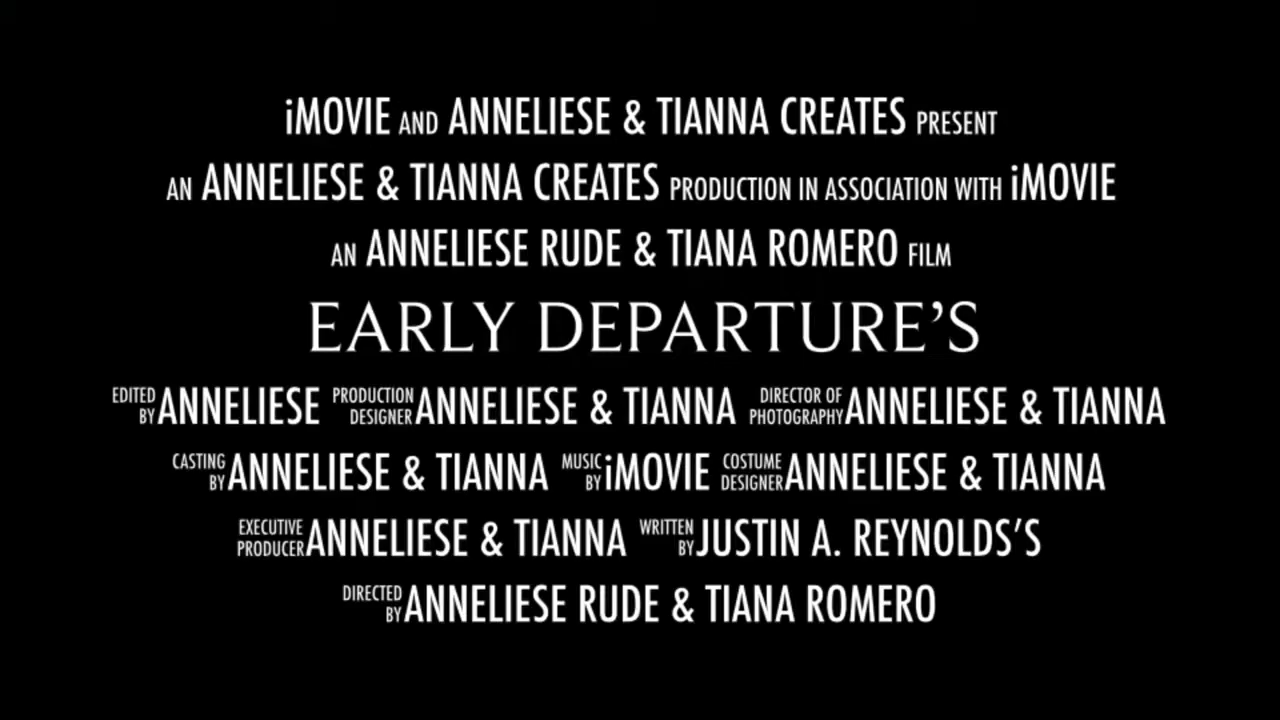 iMOVIE AND ANNELIESE & TIANNA CREATES PRESENT
AN ANNELIESE & TIANNA CREATES PRODUCTION IN ASSOCIATION WITH iMOVIE
AN ANNELIESE RUDE & TIANA ROMERO FILM
EARLY DEPARTURE’S
EDITED BY ANNELIESE PRODUCTION DESIGNER ANNELIESE & TIANNA DIRECTOR OF PHOTOGRAPHY ANNELIESE & TIANNA
CASTING BY ANNELIESE & TIANNA MUSIC BY iMOVIE COSTUME DESIGNER ANNELIESE & TIANNA
EXECUTIVE PRODUCER ANNELIESE & TIANNA WRITTEN BY JUSTIN A. REYNOLDS’S
DIRECTED BY ANNELIESE RUDE & TIANA ROMERO